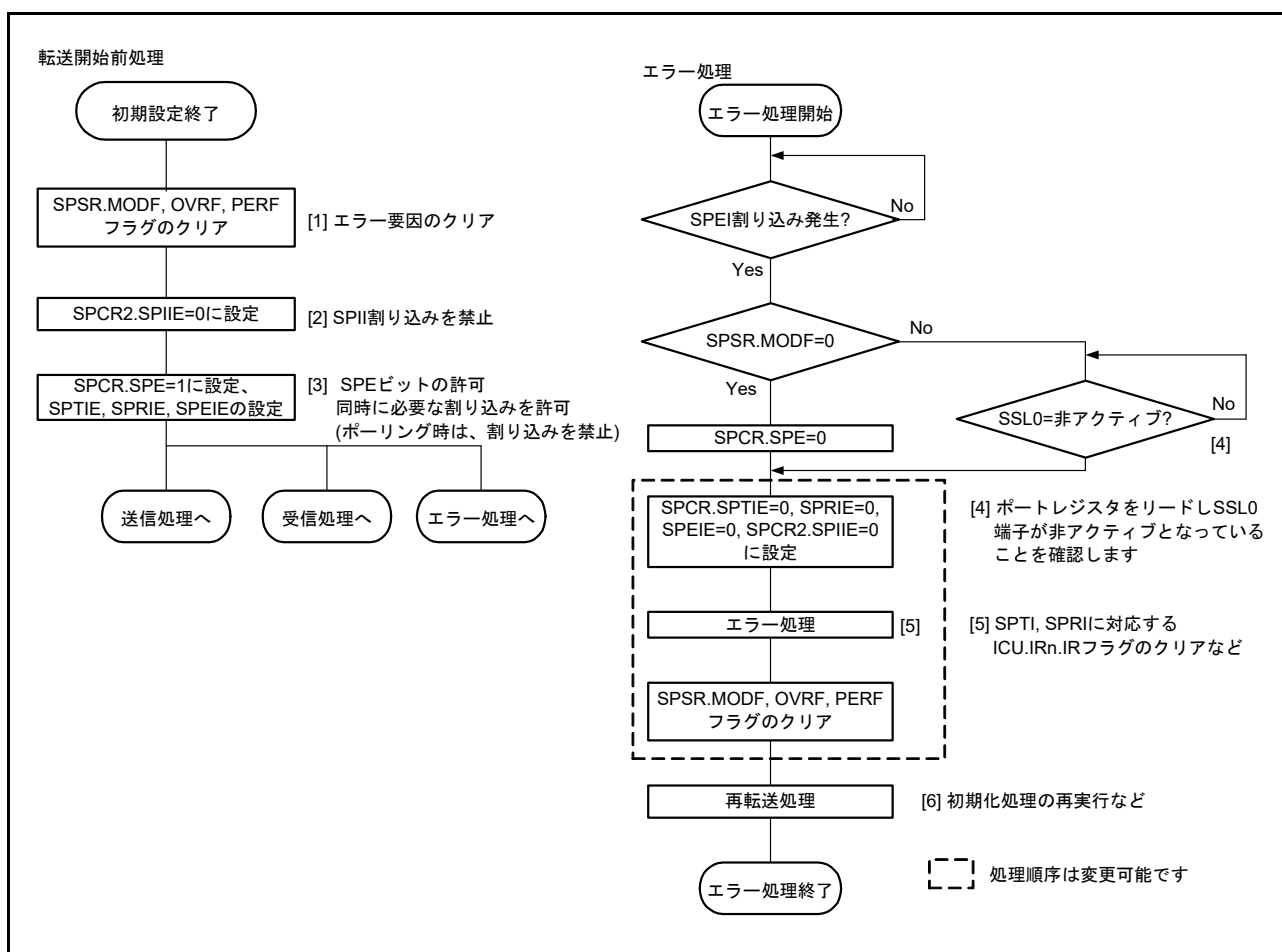 転送開始前処理
初期設定終了
SPSR.MODF, OVRF, PERF
フラグのクリア
[1] エラー要因のクリア
SPCR2.SPIIE=0に設定
[2] SPII割り込みを禁止
SPCR.SPE=1に設定、
SPTIE, SPRIE, SPEIEの設定
[3] SPEビットの許可
同時に必要な割り込みを許可
(ポーリング時は、割り込みを禁止)
送信処理へ
受信処理へ
エラー処理へ
エラー処理
エラー処理開始
SPEI割り込み発生?
No
Yes
SPSR.MODF=0
No
Yes
SSL0=非アクティブ?
No
[4]
SPCR.SPE=0
SPCR.SPTIE=0, SPRIE=0,
SPEIE=0, SPCR2.SPIIE=0
に設定
[4] ポートレジスタをリードしSSL0
端子が非アクティブとなっている
ことを確認します
エラー処理
[5]
[5] SPTI, SPRIに対応する
ICU.IRn.IRフラグのクリアなど
SPSR.MODF, OVRF, PERF
フラグのクリア
再転送処理
[6] 初期化処理の再実行など
エラー処理終了
処理順序は変更可能です